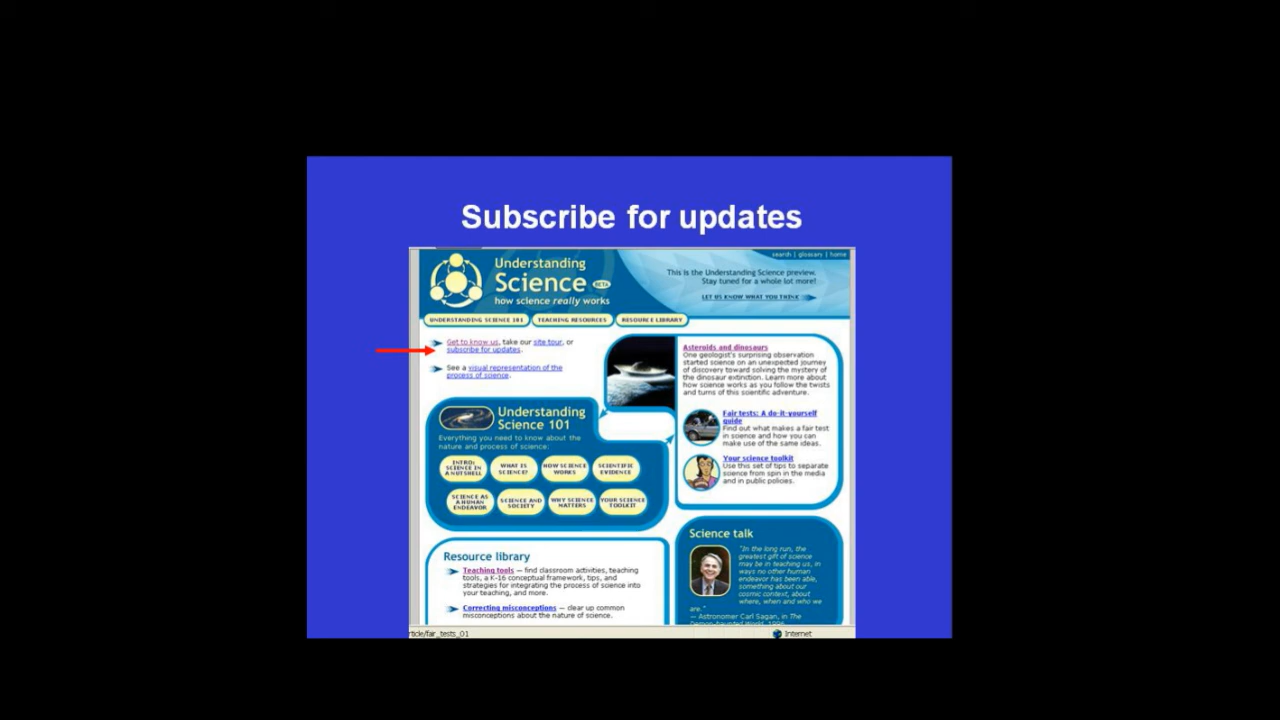 Subscribe for updates
search | glossary | home
Understanding
Science BETA
how science really works
This is the Understanding Science preview.
Stay tuned for a whole lot more!
LET US KNOW WHAT YOU THINK
UNDERSTANDING SCIENCE 101
TEACHING RESOURCES
RESOURCE LIBRARY
Get to know us, take our site tour, or
subscribe for updates.
See a visual representation of the
process of science.
Asteroids and dinosaurs
One geologist's surprising observation
started science on an unexpected journey
of discovery toward solving the mystery of
the dinosaur extinction. Learn more about
how science works as you follow the twists
and turns of this scientific adventure.
Fair tests: A do-it-yourself
guide
Find out what makes a fair test
in science and how you can
make use of the same ideas.
Your science toolkit
Use this set of tips to separate
science from spin in the media
and in public policies.
Understanding
Science 101
Everything you need to know about the
nature and process of science:
INTRO:
SCIENCE IN
A NUTSHELL
WHAT IS
SCIENCE?
HOW SCIENCE
WORKS
SCIENTIFIC
EVIDENCE
SCIENCE AS
A HUMAN
ENDEAVOR
SCIENCE AND
SOCIETY
WHY SCIENCE
MATTERS
YOUR SCIENCE
TOOLKIT
Resource library
Teaching tools — find classroom activities, teaching
tools, a K-16 conceptual framework, tips, and
strategies for integrating the process of science into
your teaching, and more.
Correcting misconceptions — clear up common
misconceptions about the nature of science.
Science talk
"In the long run, the
greatest gift of science
may be in teaching us, in
ways no other human
endeavor has been able,
something about our
cosmic context, about
where, when and who we
are."
— Astronomer Carl Sagan, in The
Demon-haunted World, 1996
rticle/fair_tests_01
Internet